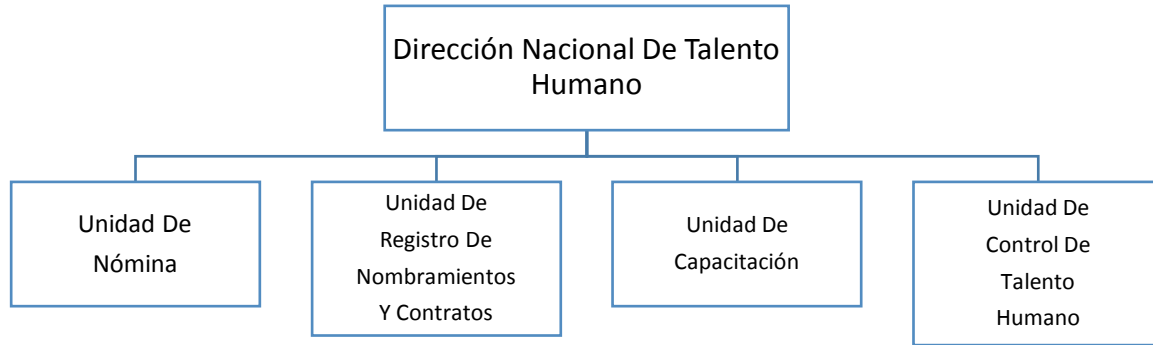 Dirección Nacional De Talento
Humano
Unidad De
Nómina
Unidad De
Registro De
Nombramientos
Y Contratos
Unidad De
Capacitación
Unidad De
Control De
Talento
Humano